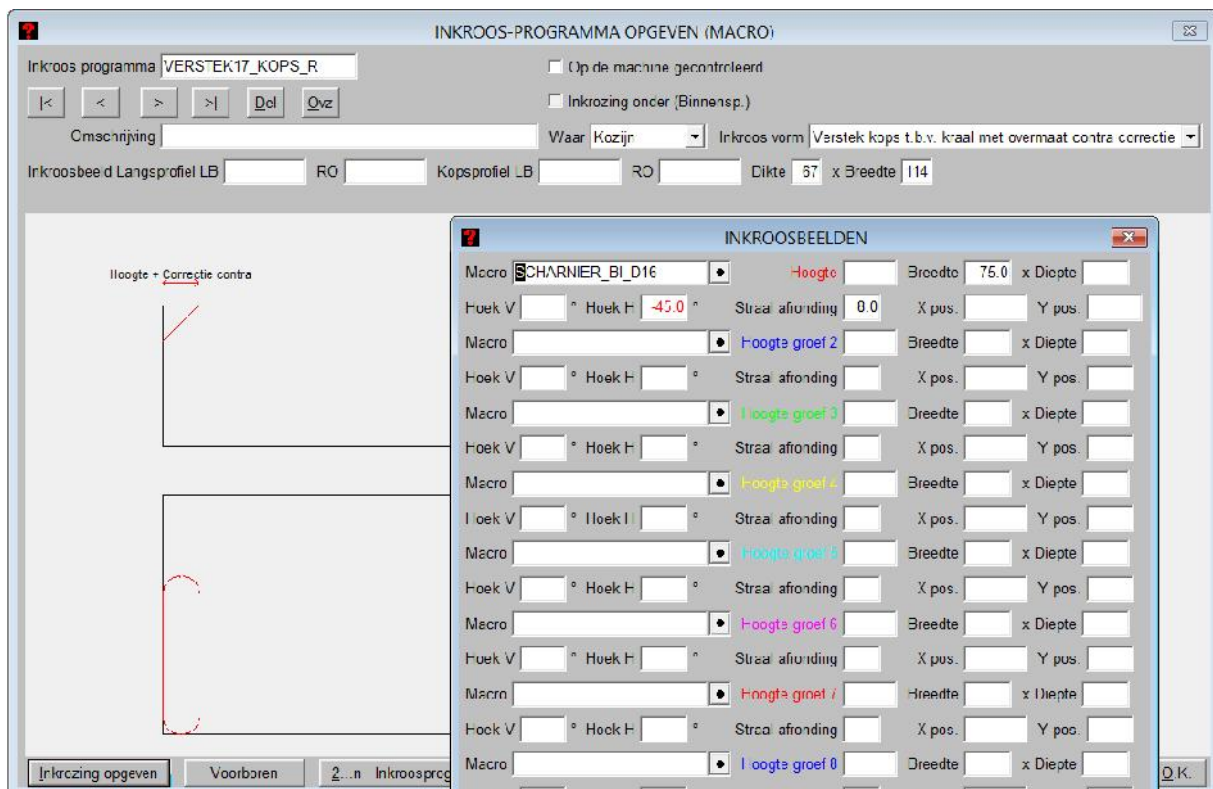 INKROOS-PROGRAMMA OPGEVEN (MACRO)
Inkroos programma VERSTEK17_KOPS_R Op de machine gecontroleerd
|< < > >| Del Ovz Inkrozing onder (Binnensp.)
Omschrijving Waar Kozijn Inkroos vorm Verstek kops t.b.v. kraal met overmaat contra correctie
Inkroosbeeld Langsprofiel LB RO Kopsprofiel LB RO Dikte 67 x Breedte 114
INKROOSBEELDEN
Hoogte + Correctie contra
Macro SCHARNIER_BI_D16 Hoogte Breedte 75.0 x Diepte
Hoek V ° Hoek H -45.0 ° Straal afronding 8.0 X pos. Y pos.
Macro Hoogte groef 2 Breedte x Diepte
Hoek V ° Hoek H ° Straal afronding X pos. Y pos.
Macro Hoogte groef 3 Breedte x Diepte
Hoek V ° Hoek H ° Straal afronding X pos. Y pos.
Macro Hoogte groef 4 Breedte x Diepte
Hoek V ° Hoek H ° Straal afronding X pos. Y pos.
Macro Hoogte groef 5 Breedte x Diepte
Hoek V ° Hoek H ° Straal afronding X pos. Y pos.
Macro Hoogte groef 6 Breedte x Diepte
Hoek V ° Hoek H ° Straal afronding X pos. Y pos.
Macro Hoogte groef 7 Breedte x Diepte
Hoek V ° Hoek H ° Straal afronding X pos. Y pos.
Macro Hoogte groef 8 Breedte x Diepte
Inkrozing opgeven Voorboren 2...n Inkroosprog O.K.